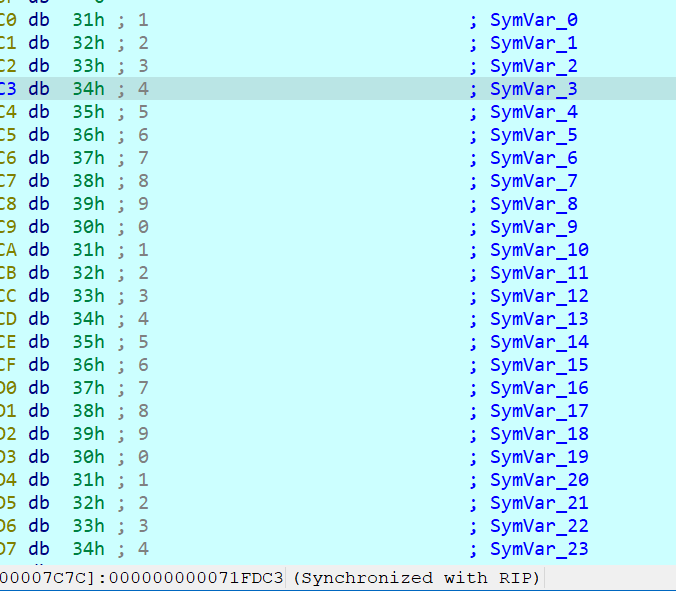 C0 db 31h ; 1 ; SymVar_0
C1 db 32h ; 2 ; SymVar_1
C2 db 33h ; 3 ; SymVar_2
C3 db 34h ; 4 ; SymVar_3
C4 db 35h ; 5 ; SymVar_4
C5 db 36h ; 6 ; SymVar_5
C6 db 37h ; 7 ; SymVar_6
C7 db 38h ; 8 ; SymVar_7
C8 db 39h ; 9 ; SymVar_8
C9 db 30h ; 0 ; SymVar_9
CA db 31h ; 1 ; SymVar_10
CB db 32h ; 2 ; SymVar_11
CC db 33h ; 3 ; SymVar_12
CD db 34h ; 4 ; SymVar_13
CE db 35h ; 5 ; SymVar_14
CF db 36h ; 6 ; SymVar_15
D0 db 37h ; 7 ; SymVar_16
D1 db 38h ; 8 ; SymVar_17
D2 db 39h ; 9 ; SymVar_18
D3 db 30h ; 0 ; SymVar_19
D4 db 31h ; 1 ; SymVar_20
D5 db 32h ; 2 ; SymVar_21
D6 db 33h ; 3 ; SymVar_22
D7 db 34h ; 4 ; SymVar_23
00007C7C]:000000000071FDC3 (Synchronized with RIP)